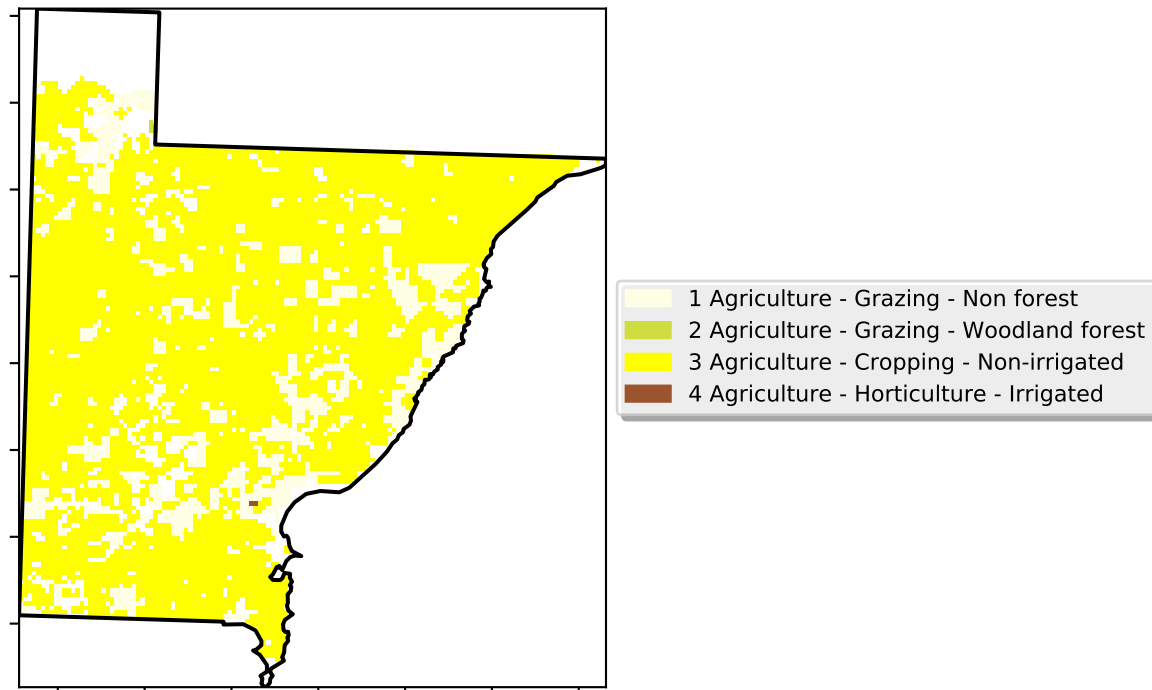 1 Agriculture - Grazing - Non forest
2 Agriculture - Grazing - Woodland forest
3 Agriculture - Cropping - Non-irrigated
4 Agriculture - Horticulture - Irrigated